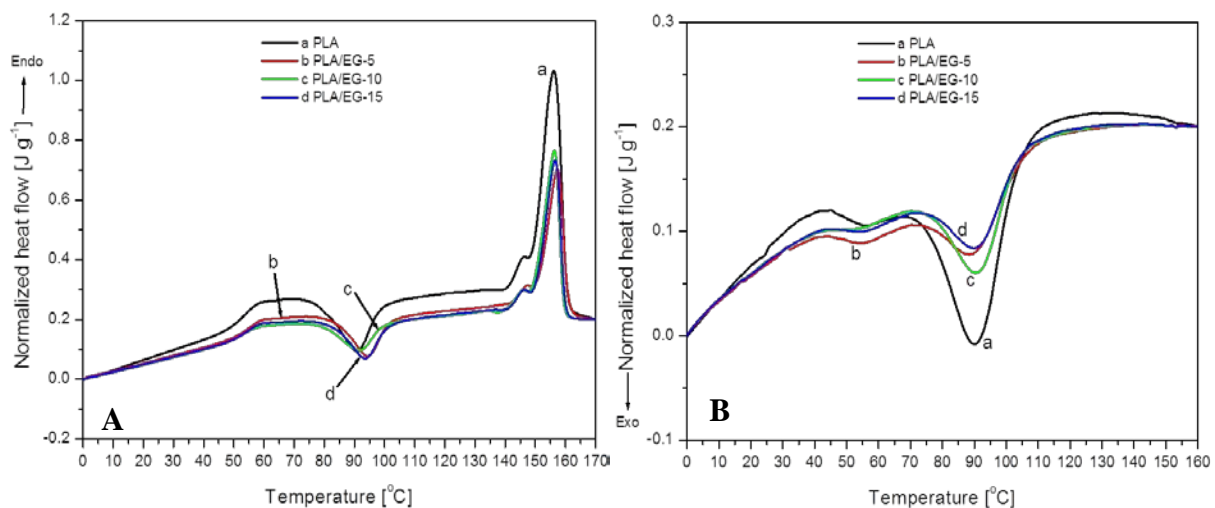 a PLA
b PLA/EG-5
c PLA/EG-10
d PLA/EG-15
Normalized heat flow [J g⁻¹]
Endo
1.2
1.0
0.8
0.6
0.4
0.2
0.0
-0.2
a
b
c
d
A
0 10 20 30 40 50 60 70 80 90 100 110 120 130 140 150 160 170
Temperature [°C]
a PLA
b PLA/EG-5
c PLA/EG-10
d PLA/EG-15
Normalized heat flow [J g⁻¹]
Exo
0.3
0.2
0.1
0.0
-0.1
b
d
c
a
B
0 10 20 30 40 50 60 70 80 90 100 110 120 130 140 150 160
Temperature [°C]